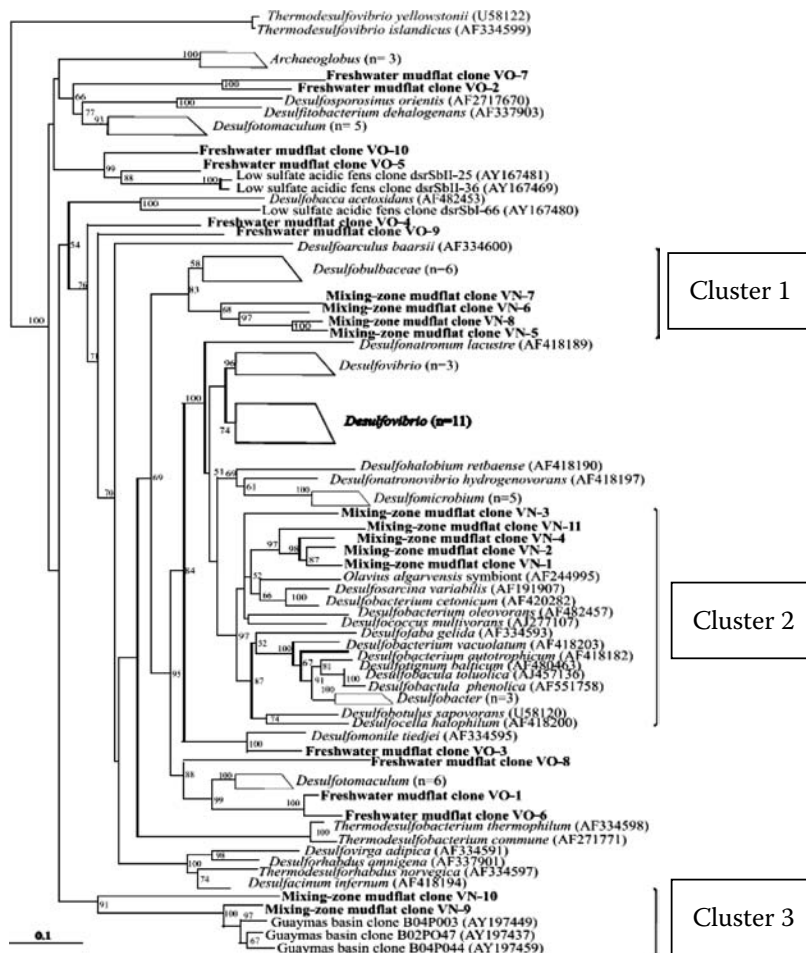 Thermodesulfovibrio yellowstonii (U58122)
Thermodesulfovibrio islandicus (AF334599)
100
Archaeoglobus (n= 3)
Freshwater mudflat clone VO-7
100
Freshwater mudflat clone VO-2
66
Desulfosporosinus orientis (AF2717670)
100
77
Desulfitobacterium dehalogenans (AF337903)
93
Desulfotomaculum (n= 5)
Freshwater mudflat clone VO-10
99
Freshwater mudflat clone VO-5
88
Low sulfate acidic fens clone dsrSbII-25 (AY167481)
100
Low sulfate acidic fens clone dsrSbII-36 (AY167469)
Desulfobacca acetoxidans (AF482453)
100
Low sulfate acidic fens clone dsrSbI-66 (AY167480)
Freshwater mudflat clone VO-4
Freshwater mudflat clone VO-9
54
Desulfoarculus baarsii (AF334600)
58
Desulfobulbaceae (n=6)
76
83
Cluster 1
Mixing-zone mudflat clone VN-7
68
Mixing-zone mudflat clone VN-6
97
Mixing-zone mudflat clone VN-8
100
100
Mixing-zone mudflat clone VN-5
Desulfonatronum lacustre (AF418189)
71
96
Desulfovibrio (n=3)
100
Desulfovibrio (n=11)
74
Desulfohalobium retbaense (AF418190)
51
69
69
Desulfonatronovibrio hydrogenovorans (AF418197)
61
100
Desulfomicrobium (n=5)
70
Mixing-zone mudflat clone VN-3
Mixing-zone mudflat clone VN-11
97
Mixing-zone mudflat clone VN-4
98
Mixing-zone mudflat clone VN-2
87
Mixing-zone mudflat clone VN-1
84
52
Olavius algarvensis symbiont (AF244995)
Desulfosarcina variabilis (AF191907)
66
100
Desulfobacterium cetonicum (AF420282)
Desulfobacterium oleovorans (AF482457)
Desulfococcus multivorans (AJ277107)
Cluster 2
97
52
Desulfofaba gelida (AF334593)
100
Desulfobacterium vacuolatum (AF418203)
Desulfobacterium autotrophicum (AF418182)
67
Desulfotignum balticum (AF480463)
81
Desulfobacula toluolica (AJ457136)
95
87
91
100
Desulfobactula phenolica (AF551758)
100
Desulfobacter (n=3)
Desulfobotulus sapovorans (U58120)
74
Desulfocella halophilum (AF418200)
Desulfomonile tiedjei (AF334595)
100
Freshwater mudflat clone VO-3
Freshwater mudflat clone VO-8
88
100
Desulfotomaculum (n=6)
99
Freshwater mudflat clone VO-1
100
Freshwater mudflat clone VO-6
Thermodesulfobacterium thermophilum (AF334598)
100
Thermodesulfobacterium commune (AF271771)
Desulfovirga adipica (AF334591)
98
100
Desulforhabdus amnigena (AF337901)
Thermodesulforhabdus norvegica (AF334597)
74
Desulfacinum infernum (AF418194)
Mixing-zone mudflat clone VN-10
91
Mixing-zone mudflat clone VN-9
100
97
Guaymas basin clone B04P003 (AY197449)
Guaymas basin clone B02PO47 (AY197437)
67
Guaymas basin clone B04P044 (AY197459)
Cluster 3
0.1